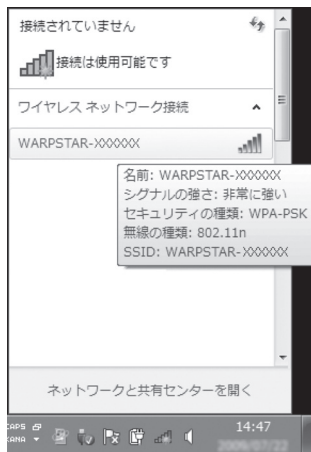 接続されていません
接続は使用可能です
ワイヤレス ネットワーク接続
WARPSTAR-XXXXXX
名前: WARPSTAR-XXXXXX
シグナルの強さ: 非常に強い
セキュリティの種類: WPA-PSK
無線の種類: 802.11n
SSID: WARPSTAR-XXXXXX
ネットワークと共有センターを開く
CAPS
KANA
14:47